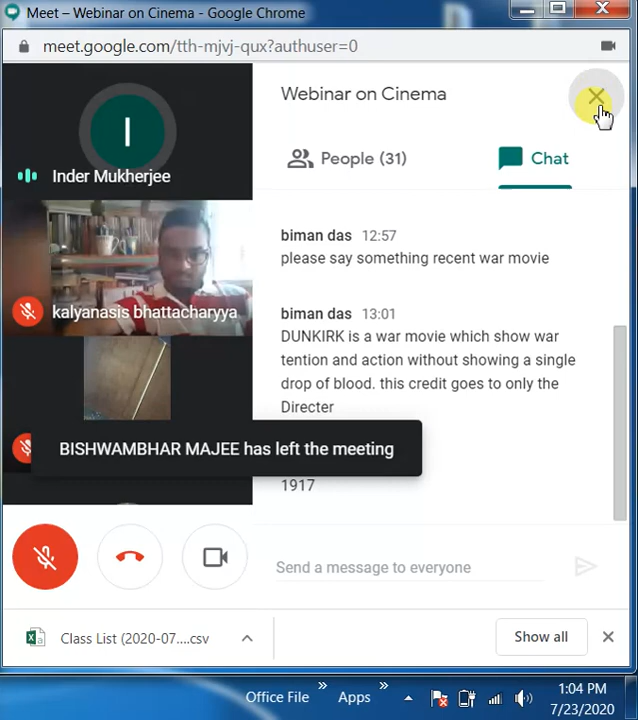 Meet – Webinar on Cinema - Google Chrome
meet.google.com/tth-mjvj-qux?authuser=0
I
Inder Mukherjee
kalyanasis bhattacharyya
Webinar on Cinema
People (31)
Chat
biman das 12:57
please say something recent war movie
biman das 13:01
DUNKIRK is a war movie which show war
tention and action without showing a single
drop of blood. this credit goes to only the
Directer
BISHWAMBHAR MAJEE has left the meeting
1917
Send a message to everyone
Class List (2020-07....csv
Show all
Office File
Apps
1:04 PM
7/23/2020